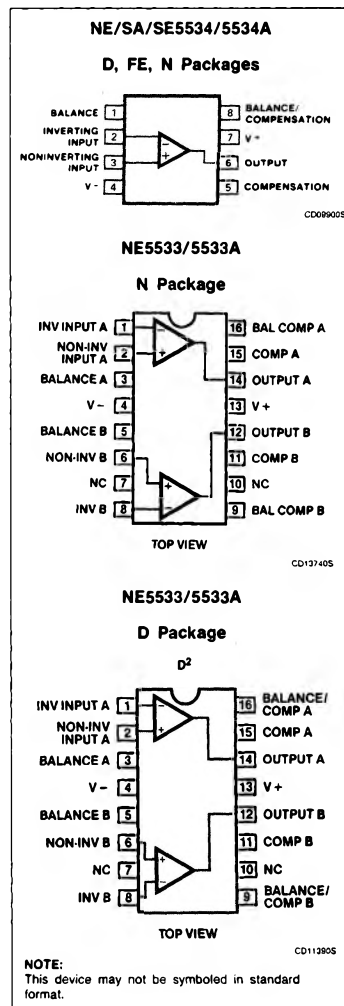 NE/SA/SE5534/5534A
D, FE, N Packages
BALANCE 1
INVERTING INPUT 2
NONINVERTING INPUT 3
V- 4
8 BALANCE/ COMPENSATION
7 V+
6 OUTPUT
5 COMPENSATION
CD09900S
NE5533/5533A
N Package
INV INPUT A 1
NON-INV INPUT A 2
BALANCE A 3
V- 4
BALANCE B 5
NON-INV B 6
NC 7
INV B 8
16 BAL COMP A
15 COMP A
14 OUTPUT A
13 V+
12 OUTPUT B
11 COMP B
10 NC
9 BAL COMP B
TOP VIEW
CD13740S
NE5533/5533A
D Package
D2
INV INPUT A 1
NON-INV INPUT A 2
BALANCE A 3
V- 4
BALANCE B 5
NON-INV B 6
NC 7
INV B 8
16 BALANCE/ COMP A
15 COMP A
14 OUTPUT A
13 V+
12 OUTPUT B
11 COMP B
10 NC
9 BALANCE/ COMP B
TOP VIEW
CD11390S
NOTE:
This device may not be symboled in standard
format.